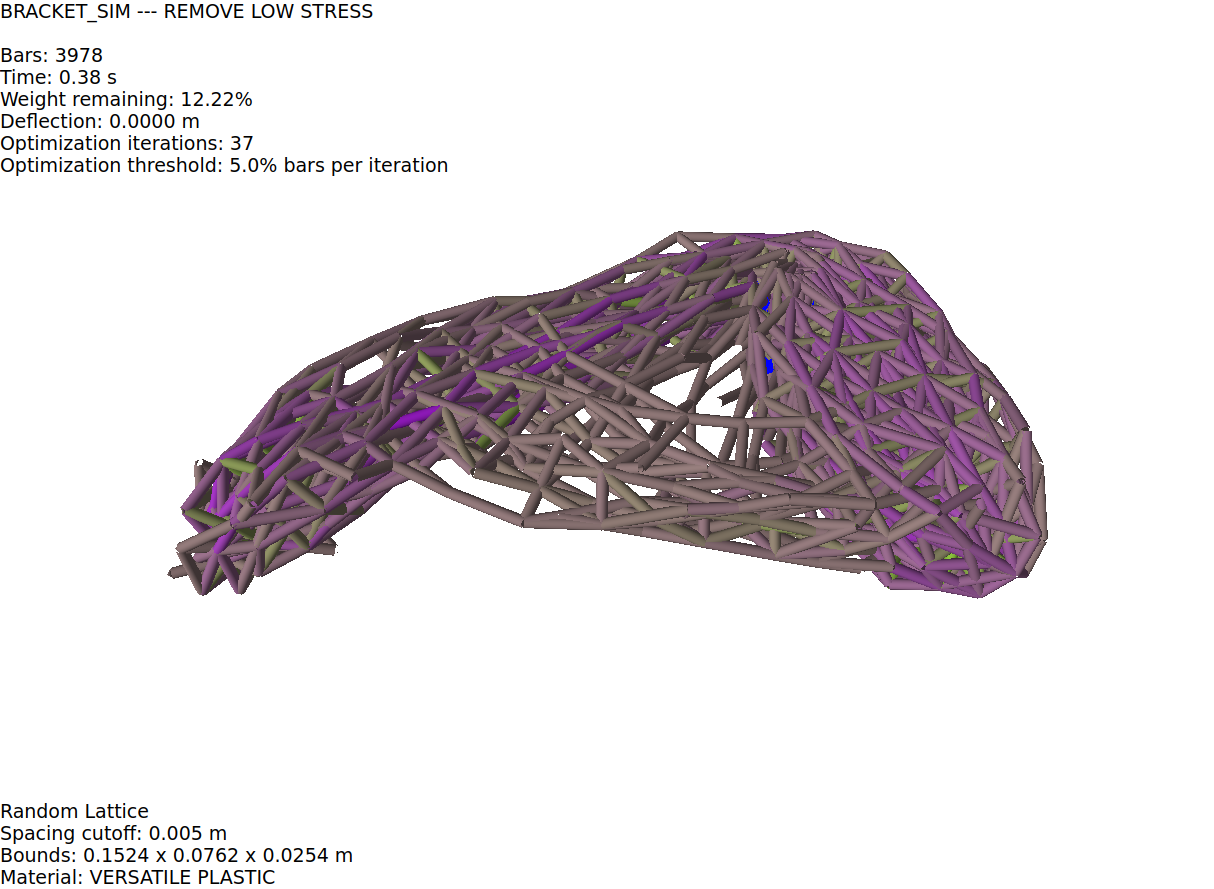 BRACKET_SIM --- REMOVE LOW STRESS
Bars: 3978
Time: 0.38 s
Weight remaining: 12.22%
Deflection: 0.0000 m
Optimization iterations: 37
Optimization threshold: 5.0% bars per iteration
Random Lattice
Spacing cutoff: 0.005 m
Bounds: 0.1524 x 0.0762 x 0.0254 m
Material: VERSATILE PLASTIC